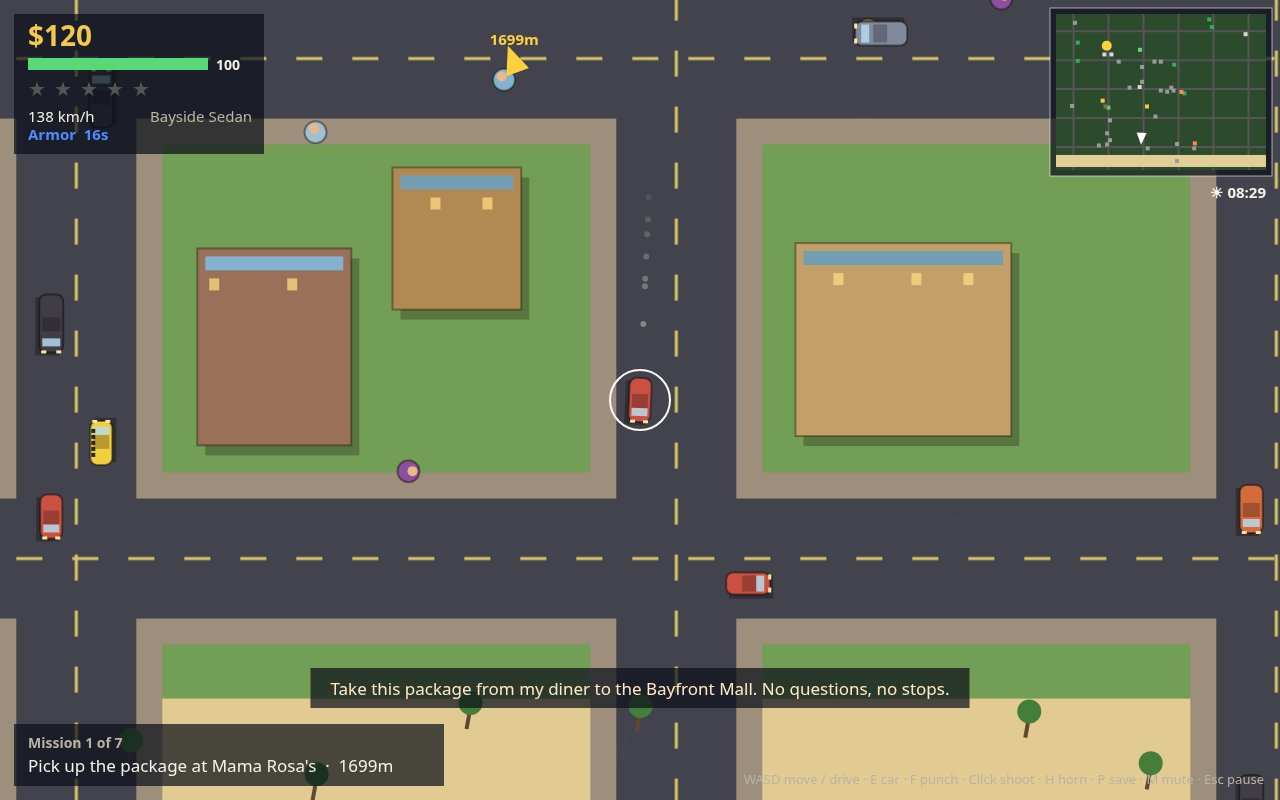 $120
100
138 km/h Bayside Sedan
Armor 16s
1699m
08:29
Take this package from my diner to the Bayfront Mall. No questions, no stops.
Mission 1 of 7
Pick up the package at Mama Rosa's · 1699m
WASD move / drive · E car · F punch · Click shoot · H horn · P save · M mute · Esc pause